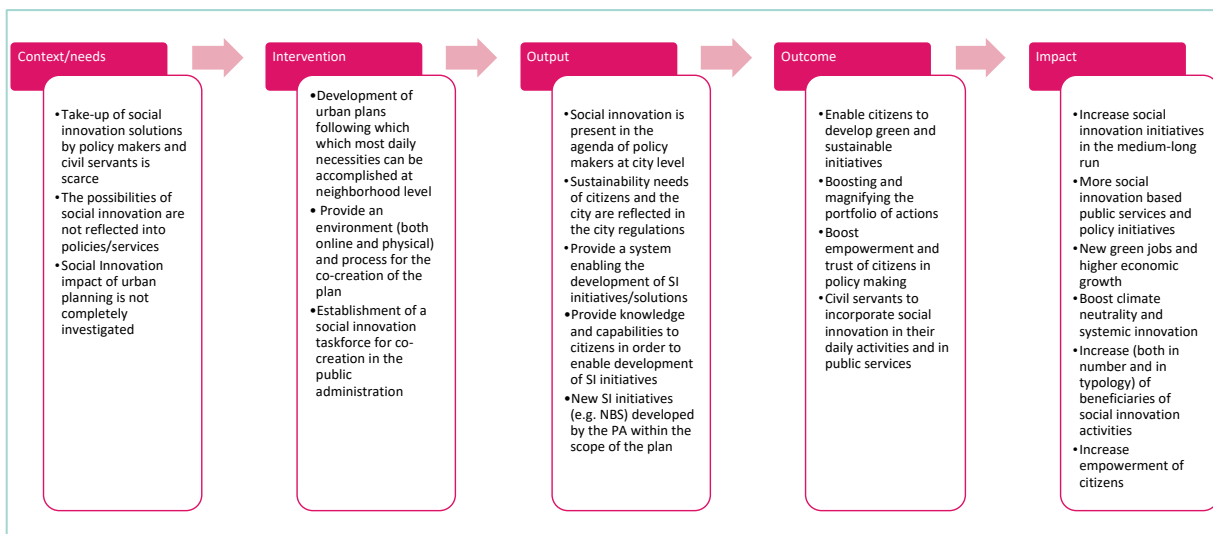 Context/needs
•Take-up of social
innovation solutions
by policy makers and
civil servants is
scarce
•The possibilities of
social innovation are
not reflected into
policies/services
•Social Innovation
impact of urban
planning is not
completely
investigated
Intervention
•Development of
urban plans
following which
which most daily
necessities can be
accomplished at
neighborhood level
• Provide an
environment (both
online and physical)
and process for the
co-creation of the
plan
•Establishment of a
social innovation
taskforce for co-
creation in the
public
administration
Output
•Social innovation is
present in the
agenda of policy
makers at city level
•Sustainability needs
of citizens and the
city are reflected in
the city regulations
•Provide a system
enabling the
development of SI
initiatives/solutions
•Provide knowledge
and capabilities to
citizens in order to
enable development
of SI initiatives
•New SI initiatives
(e.g. NBS) developed
by the PA within the
scope of the plan
Outcome
•Enable citizens to
develop green and
sustainable
initiatives
•Boosting and
magnifying the
portfolio of actions
•Boost
empowerment and
trust of citizens in
policy making
•Civil servants to
incorporate social
innovation in their
daily activities and in
public services
Impact
•Increase social
innovation initiatives
in the medium-long
run
•More social
innovation based
public services and
policy initiatives
•New green jobs and
higher economic
growth
•Boost climate
neutrality and
systemic innovation
•Increase (both in
number and in
typology) of
beneficiaries of
social innovation
activities
•Increase
empowerment of
citizens